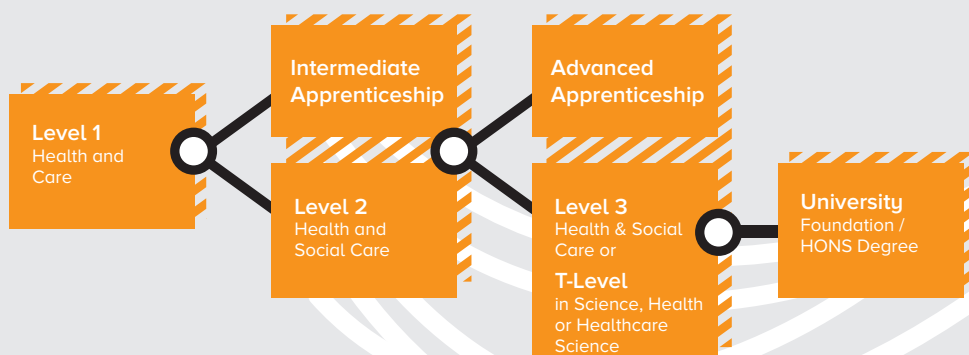 Level 1
Health and
Care
Intermediate
Apprenticeship
Level 2
Health and
Social Care
Advanced
Apprenticeship
Level 3
Health & Social
Care or
T-Level
in Science, Health
or Healthcare
Science
University
Foundation /
HONS Degree